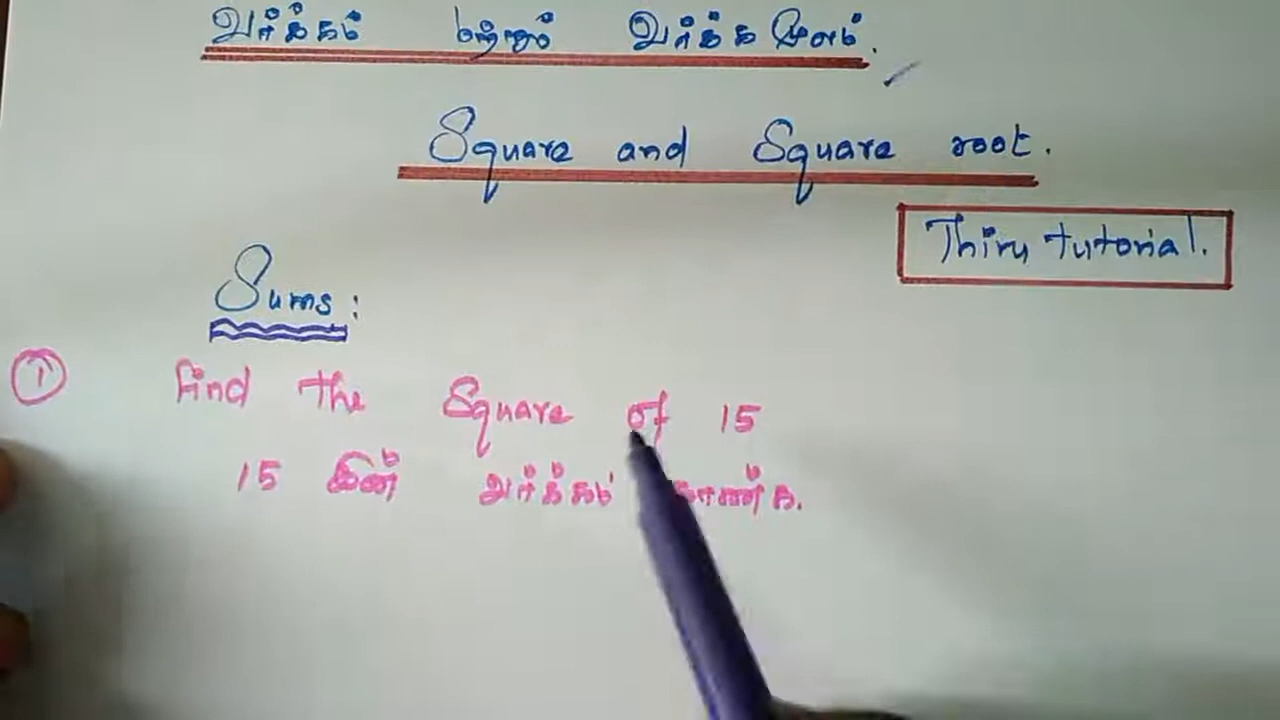 வர்க்கம் மற்றும் வர்க்கமூலம்.
Square and Square root.
Thiru tutorial.
Sums:
① Find the Square of 15
15 இன் வர்க்கம் காண்க.